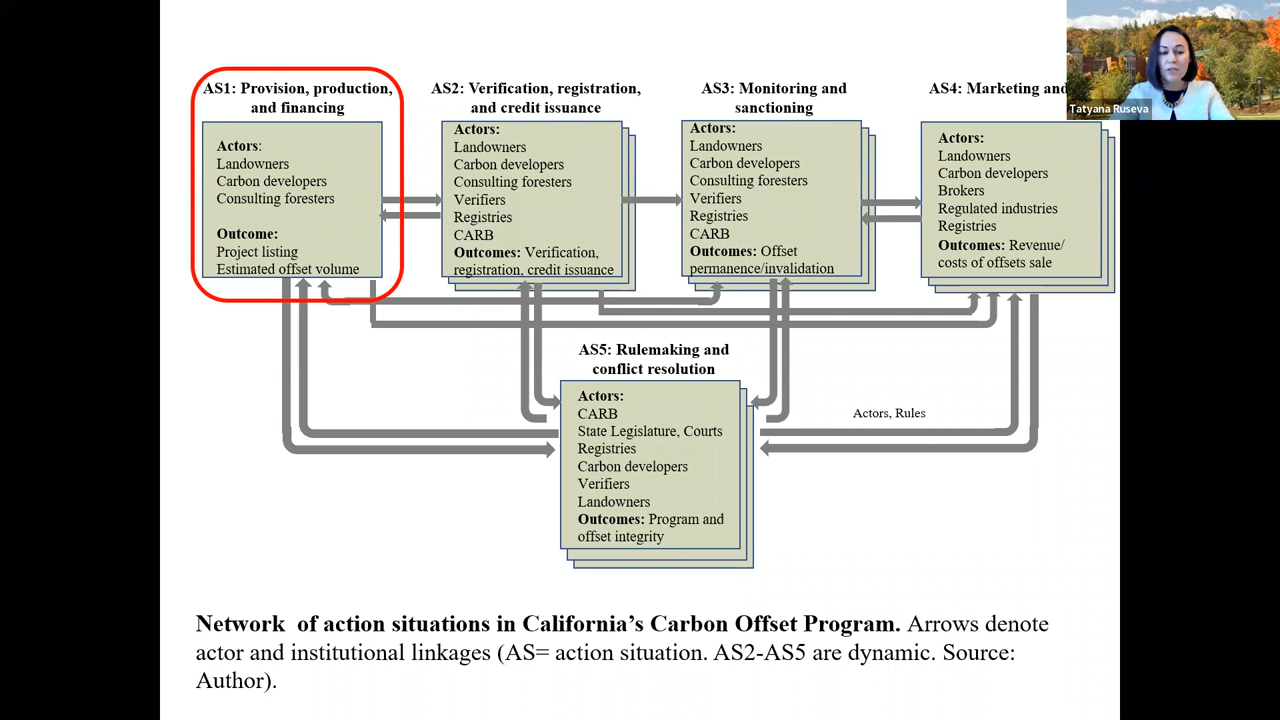 AS1: Provision, production,
and financing
Actors:
Landowners
Carbon developers
Consulting foresters
Outcome:
Project listing
Estimated offset volume
AS2: Verification, registration,
and credit issuance
Actors:
Landowners
Carbon developers
Consulting foresters
Verifiers
Registries
CARB
Outcomes: Verification,
registration, credit issuance
AS3: Monitoring and
sanctioning
Actors:
Landowners
Carbon developers
Consulting foresters
Verifiers
Registries
CARB
Outcomes: Offset
permanence/invalidation
AS4: Marketing and
Actors:
Landowners
Carbon developers
Brokers
Regulated industries
Registries
Outcomes: Revenue/
costs of offsets sale
Tatyana Ruseva
AS5: Rulemaking and
conflict resolution
Actors:
CARB
State Legislature, Courts
Registries
Carbon developers
Verifiers
Landowners
Outcomes: Program and
offset integrity
Actors, Rules
Network of action situations in California’s Carbon Offset Program. Arrows denote
actor and institutional linkages (AS= action situation. AS2-AS5 are dynamic. Source:
Author).